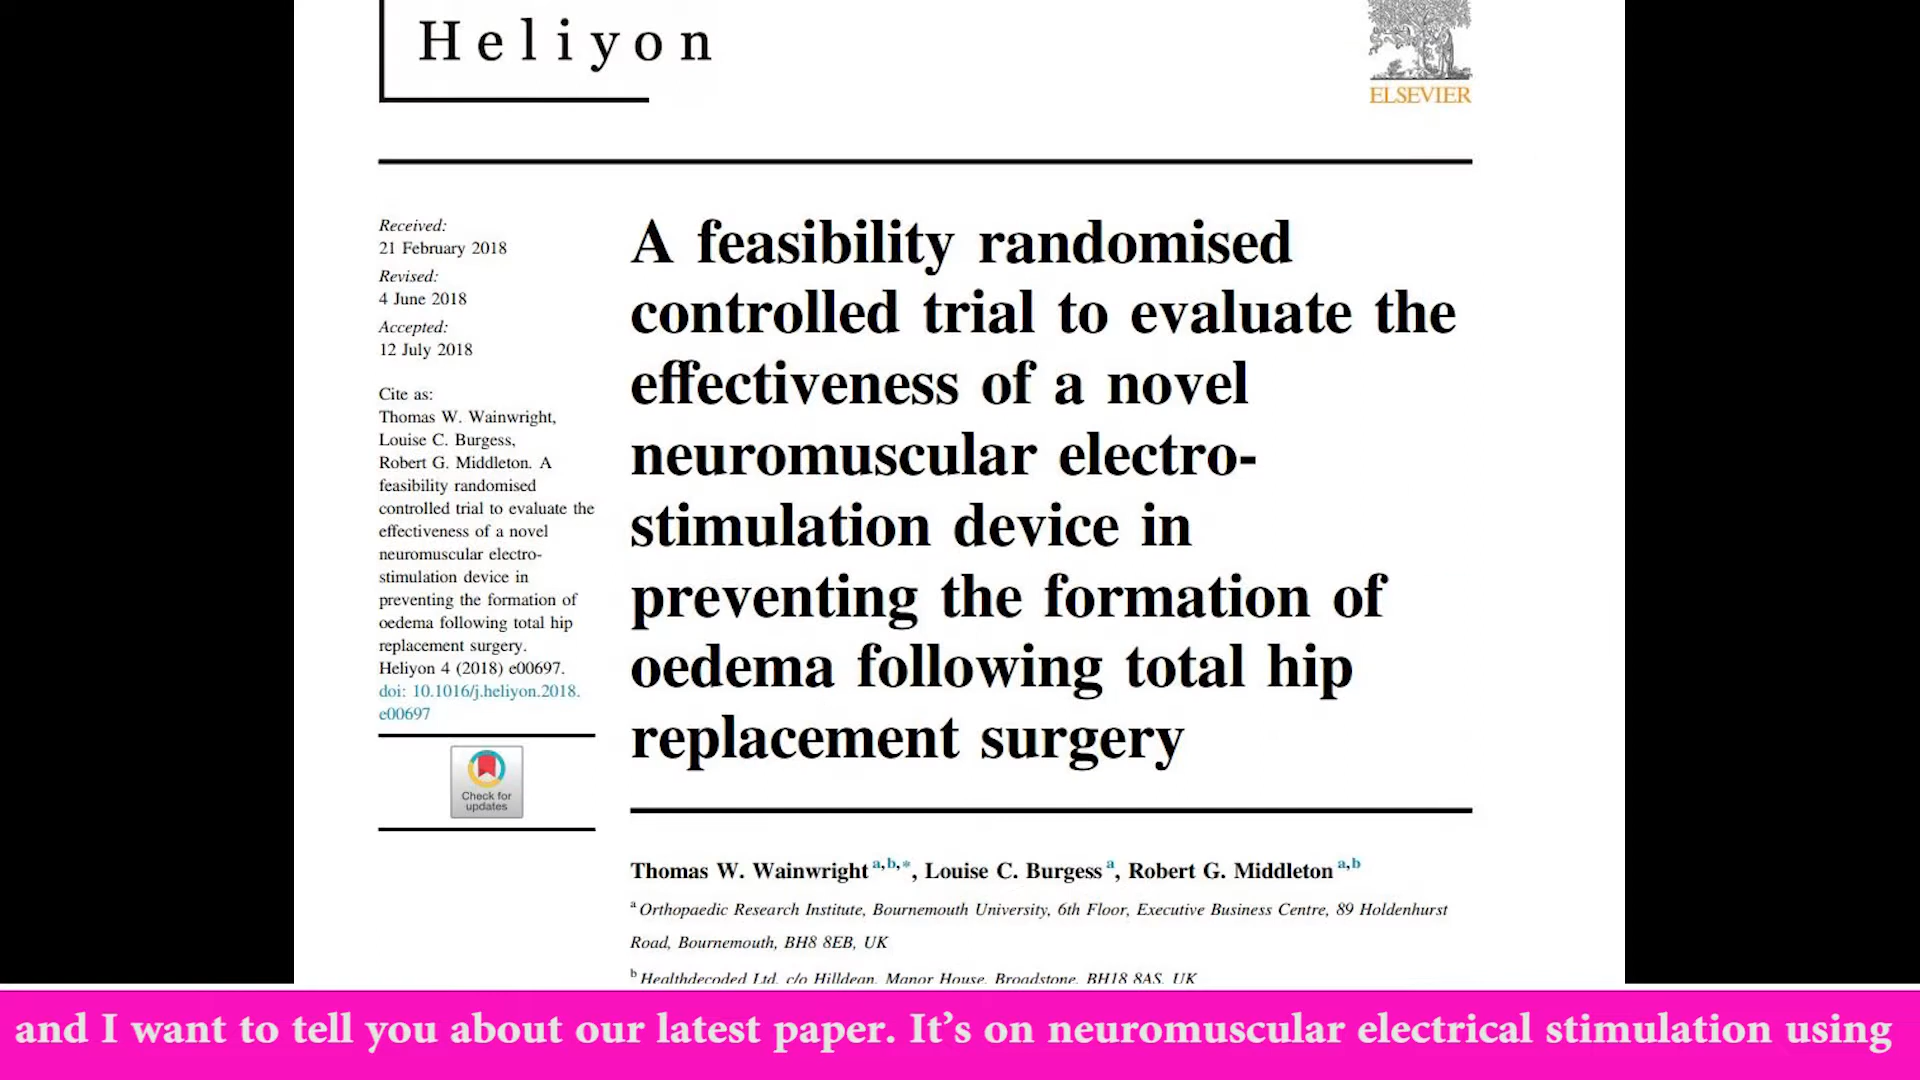 Heliyon
ELSEVIER
Received:
21 February 2018
Revised:
4 June 2018
Accepted:
12 July 2018
Cite as:
Thomas W. Wainwright,
Louise C. Burgess,
Robert G. Middleton. A
feasibility randomised
controlled trial to evaluate the
effectiveness of a novel
neuromuscular electro-
stimulation device in
preventing the formation of
oedema following total hip
replacement surgery.
Heliyon 4 (2018) e00697.
doi: 10.1016/j.heliyon.2018.
e00697
Check for
updates
A feasibility randomised
controlled trial to evaluate the
effectiveness of a novel
neuromuscular electro-
stimulation device in
preventing the formation of
oedema following total hip
replacement surgery
Thomas W. Wainwright a,b,*, Louise C. Burgess a, Robert G. Middleton a,b
a Orthopaedic Research Institute, Bournemouth University, 6th Floor, Executive Business Centre, 89 Holdenhurst
Road, Bournemouth, BH8 8EB, UK
b Healthdecoded Ltd, c/o Hilldean, Manor House, Broadstone, BH18 8AS, UK
and I want to tell you about our latest paper. It's on neuromuscular electrical stimulation using